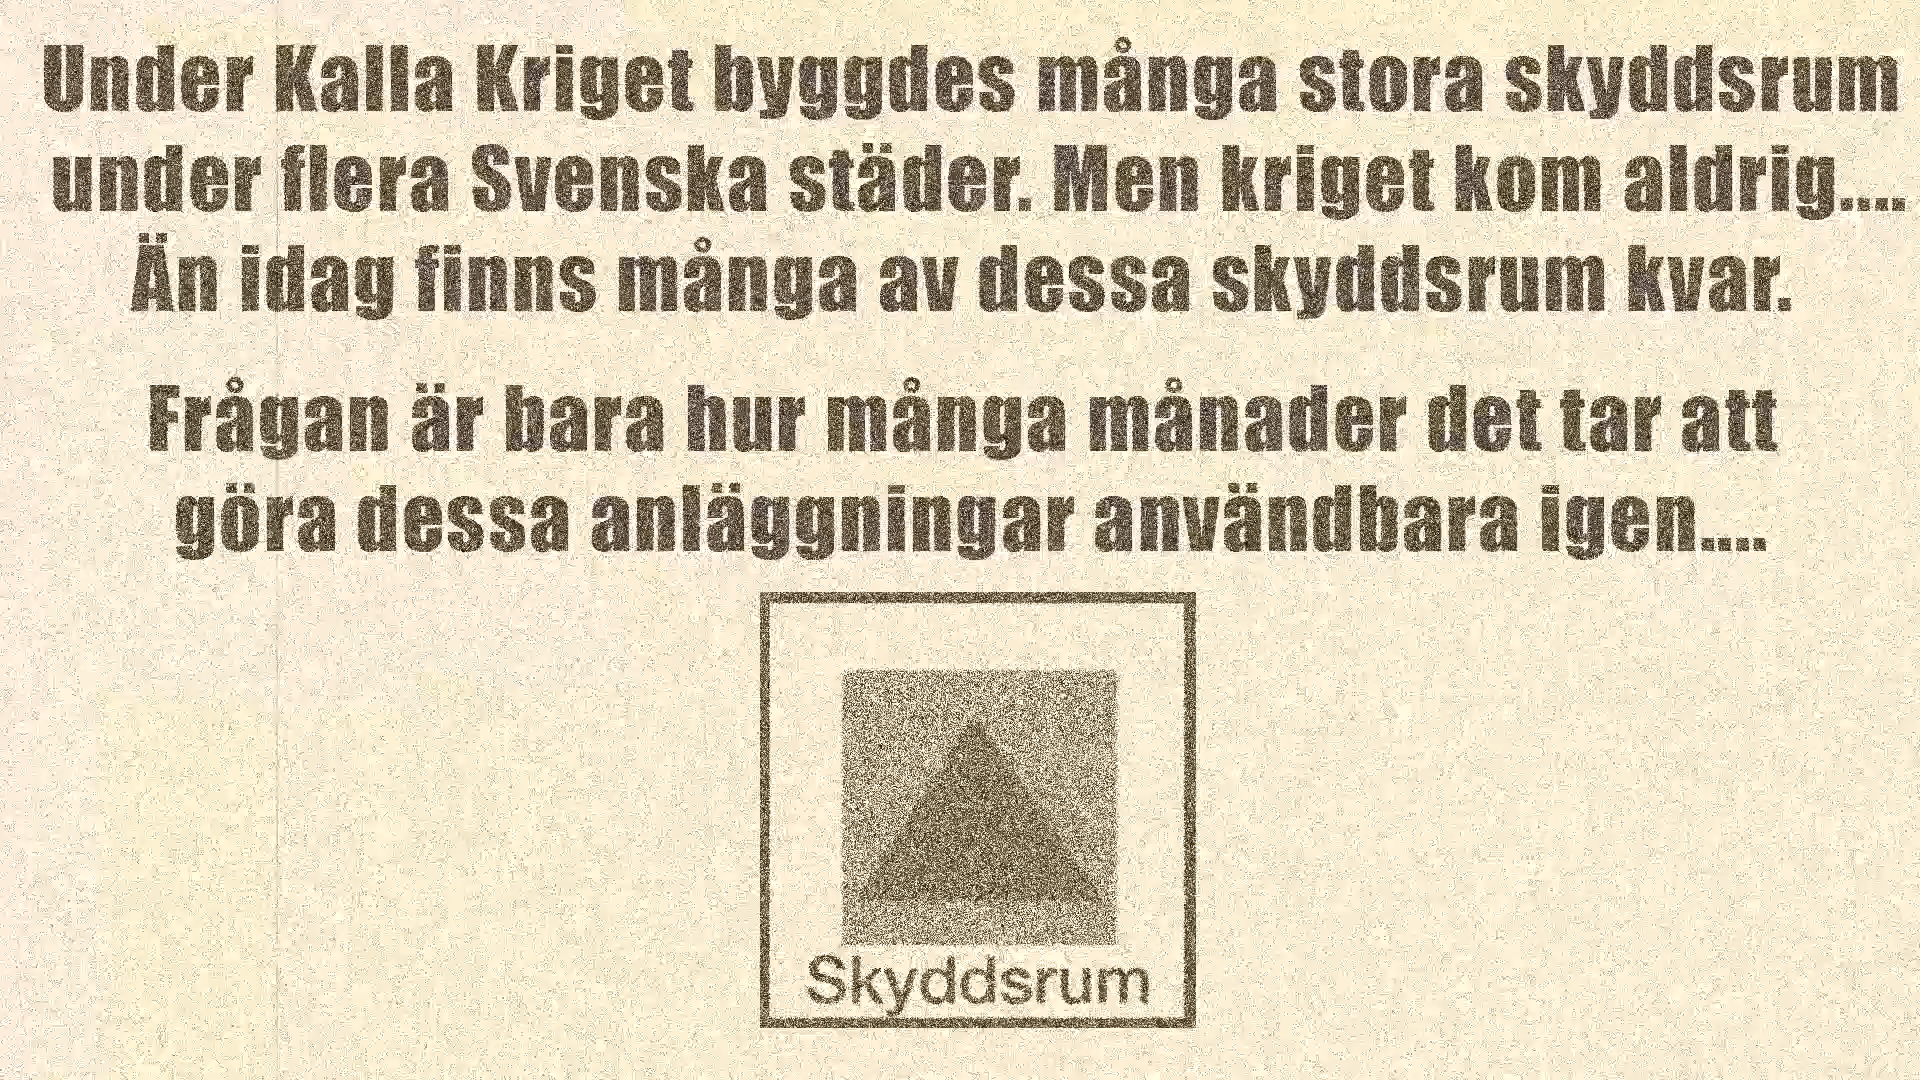 Under Kalla Kriget byggdes många stora skyddsrum
under flera Svenska städer. Men kriget kom aldrig....
Än idag finns många av dessa skyddsrum kvar.
Frågan är bara hur många månader det tar att
göra dessa anläggningar användbara igen....
Skyddsrum